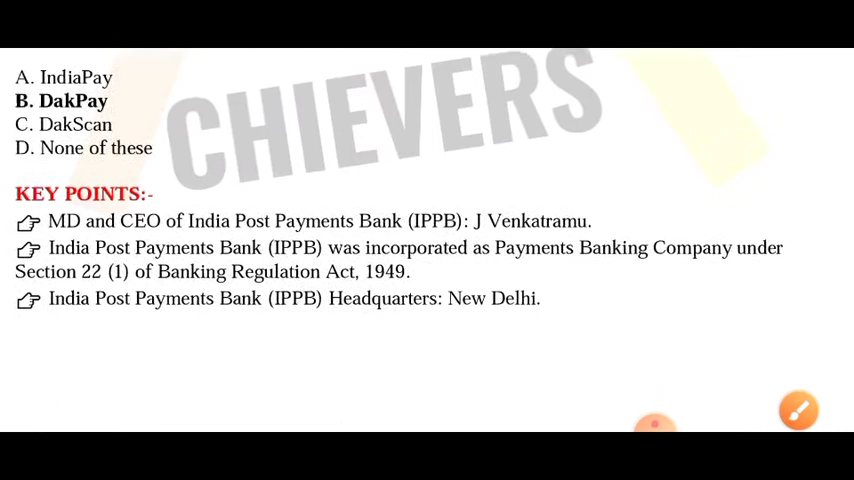 CHIEVERS
A. IndiaPay
B. DakPay
C. DakScan
D. None of these
KEY POINTS:-
MD and CEO of India Post Payments Bank (IPPB): J Venkatramu.
India Post Payments Bank (IPPB) was incorporated as Payments Banking Company under
Section 22 (1) of Banking Regulation Act, 1949.
India Post Payments Bank (IPPB) Headquarters: New Delhi.